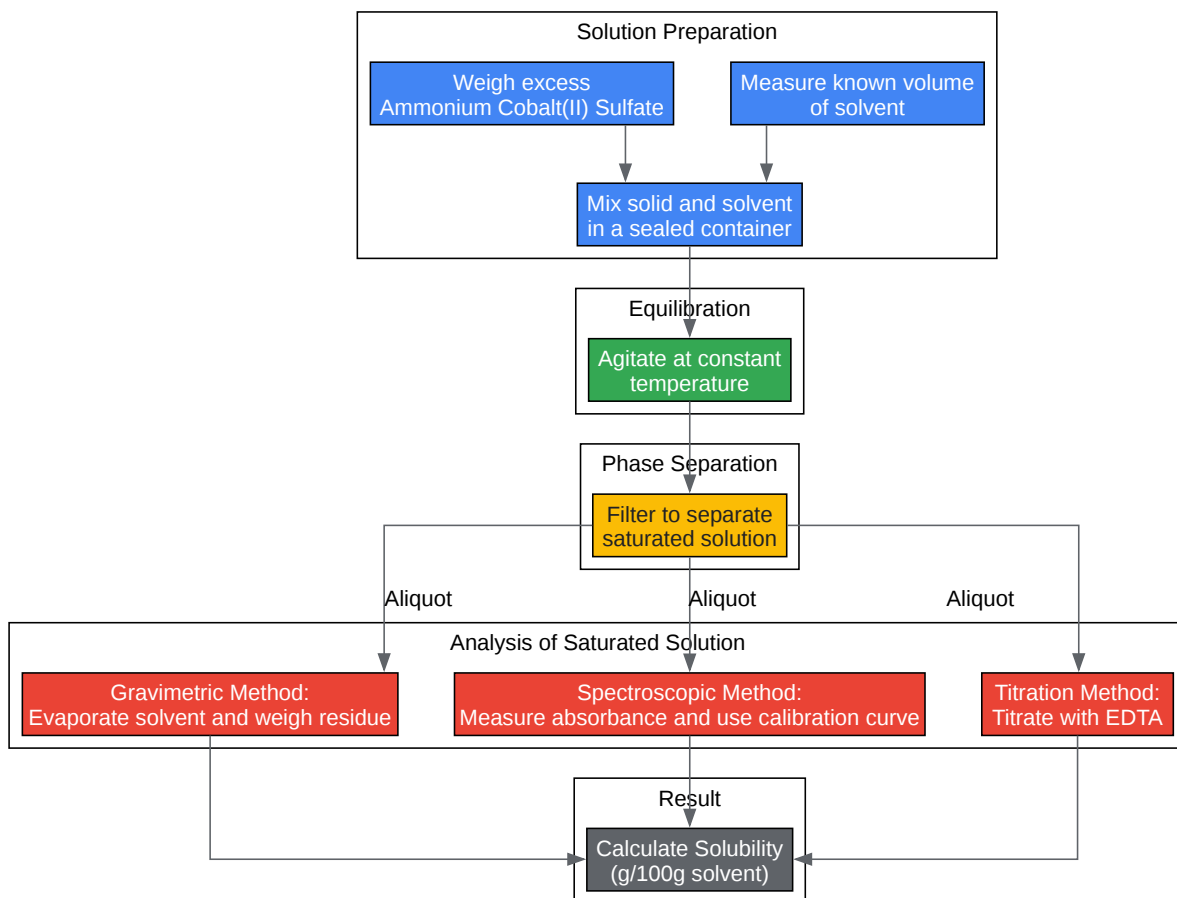 Solution Preparation
Weigh excess
Ammonium Cobalt(II) Sulfate
Measure known volume
of solvent
Mix solid and solvent
in a sealed container
Equilibration
Agitate at constant
temperature
Phase Separation
Filter to separate
saturated solution
Aliquot
Aliquot
Aliquot
Analysis of Saturated Solution
Gravimetric Method:
Evaporate solvent and weigh residue
Spectroscopic Method:
Measure absorbance and use calibration curve
Titration Method:
Titrate with EDTA
Result
Calculate Solubility
(g/100g solvent)